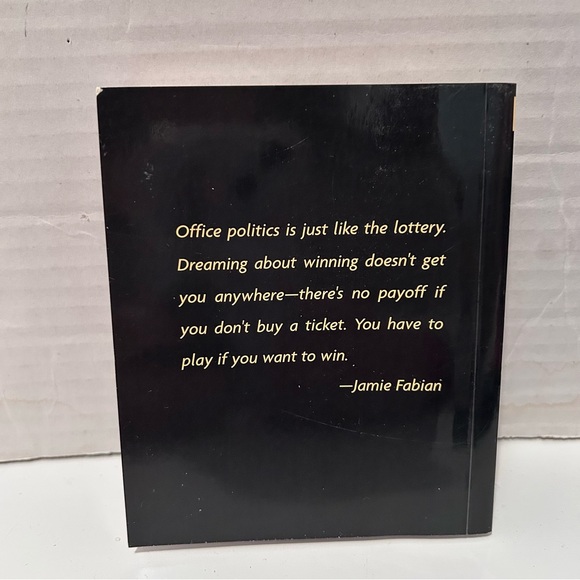 Office politics is just like the lottery.
Dreaming about winning doesn't get
you anywhere—there's no payoff if
you don't buy a ticket. You have to
play if you want to win.
—Jamie Fabian